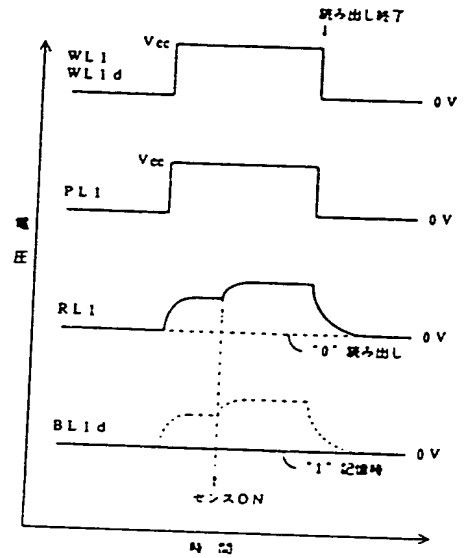 読み出し終了
↓
Vcc
WL1
WL1d
0V
Vcc
PL1
0V
電圧
RL1
0V
"0" 読み出し
BL1d
0V
"1" 記憶時
センスON
時間